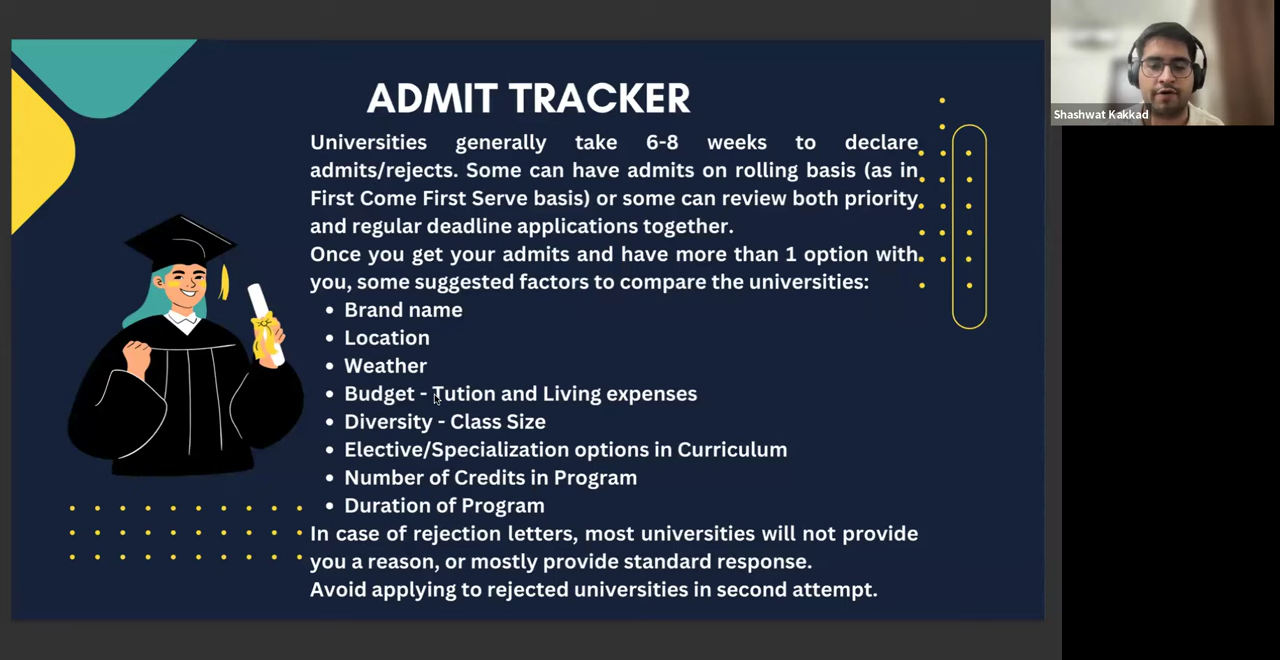 ADMIT TRACKER
Universities generally take 6-8 weeks to declare
admits/rejects. Some can have admits on rolling basis (as in
First Come First Serve basis) or some can review both priority
and regular deadline applications together.
Once you get your admits and have more than 1 option with
you, some suggested factors to compare the universities:
• Brand name
• Location
• Weather
• Budget - Tution and Living expenses
• Diversity - Class Size
• Elective/Specialization options in Curriculum
• Number of Credits in Program
• Duration of Program
In case of rejection letters, most universities will not provide
you a reason, or mostly provide standard response.
Avoid applying to rejected universities in second attempt.
Shashwat Kakkad